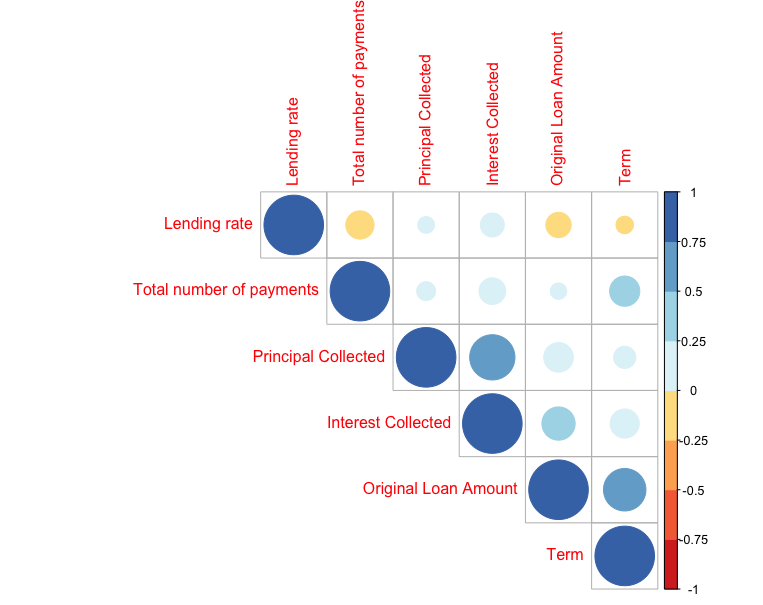 Lending rate
Total number of payments
Principal Collected
Interest Collected
Original Loan Amount
Term
Lending rate
Total number of payments
Principal Collected
Interest Collected
Original Loan Amount
Term
1
0.75
0.5
0.25
0
-0.25
-0.5
-0.75
-1